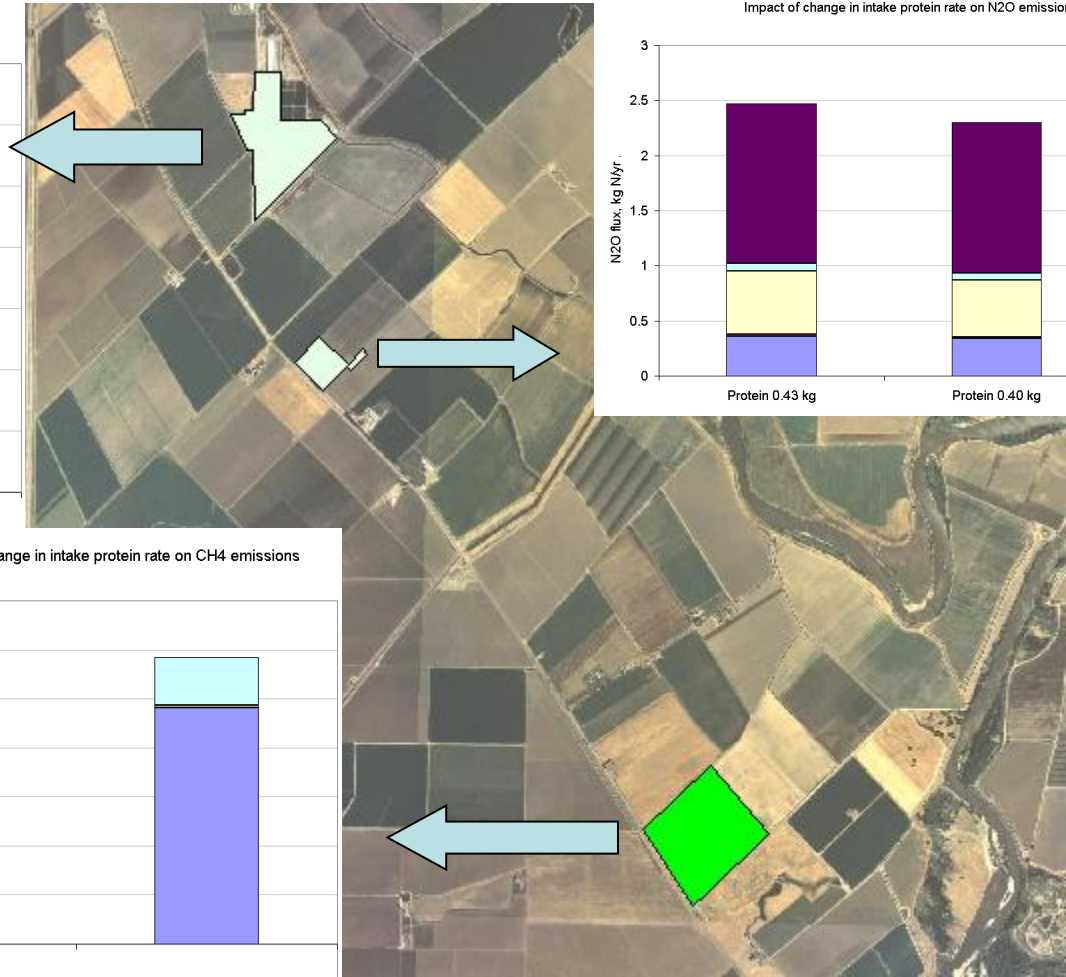 Impact of change in intake protein rate on N2O emission
3
2.5
2
1.5
1
0.5
0
N2O flux, kg N/yr .
Protein 0.43 kg
Protein 0.40 kg
ange in intake protein rate on CH4 emissions